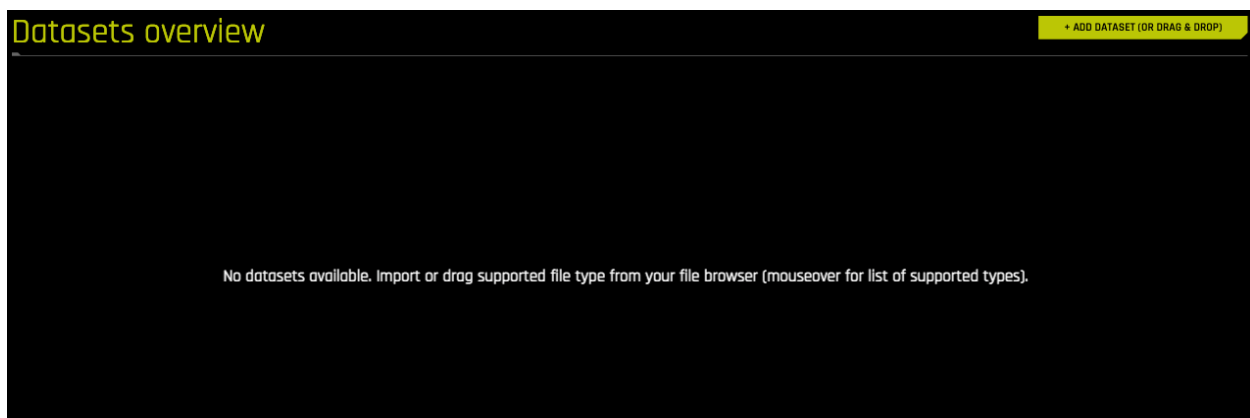 Datasets overview
+ ADD DATASET (OR DRAG & DROP)
No datasets available. Import or drag supported file type from your file browser (mouseover for list of supported types).